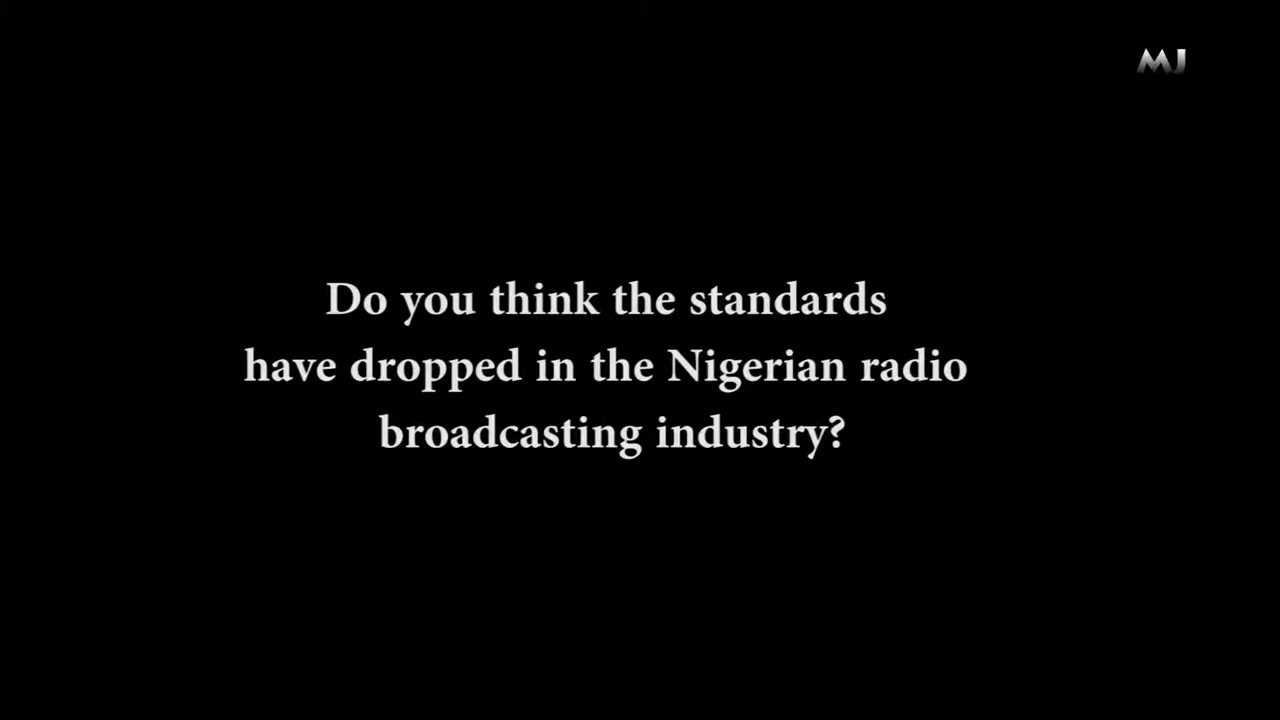 MJ
Do you think the standards
have dropped in the Nigerian radio
broadcasting industry?